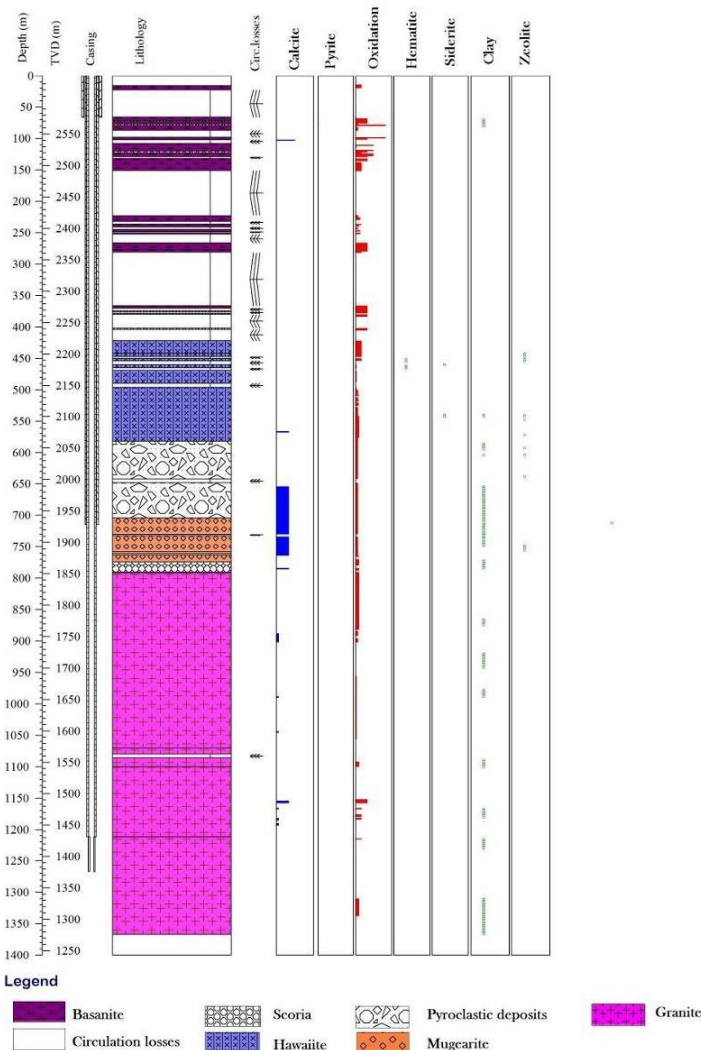 Depth (m)
TVD (m)
Casing
Lithology
Circ.losses
Calcite
Pyrite
Oxidation
Hematite
Siderite
Clay
Zeolite
0
50
100
150
200
250
300
350
400
450
500
550
600
650
700
750
800
850
900
950
1000
1050
1100
1150
1200
1250
1300
1350
1400
2550
2500
2450
2400
2350
2300
2250
2200
2150
2100
2050
2000
1950
1900
1850
1800
1750
1700
1650
1600
1550
1500
1450
1400
1350
1300
1250
Legend
Basanite
Scoria
Pyroclastic deposits
Granite
Circulation losses
Hawaiite
Mugearite